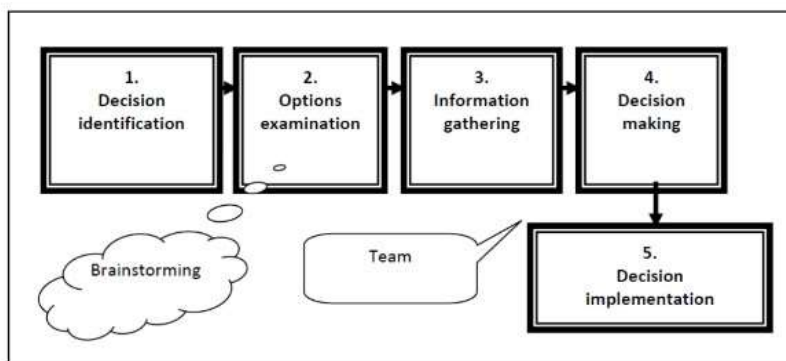 1.
Decision
identification
2.
Options
examination
3.
Information
gathering
4.
Decision
making
Brainstorming
Team
5.
Decision
implementation